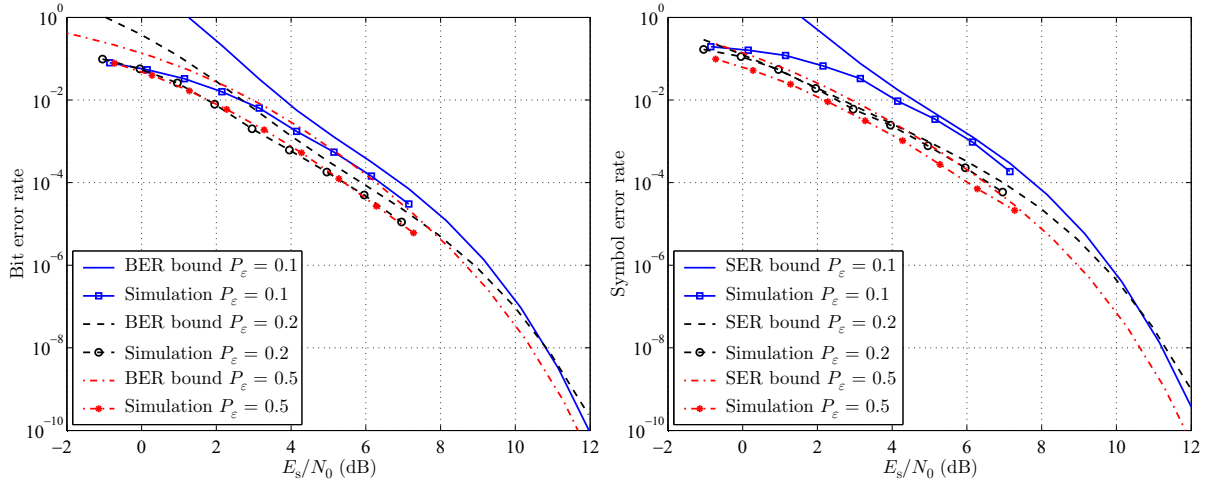 Bit error rate
10^0
10^-2
10^-4
10^-6
10^-8
10^-10
BER bound P_ε = 0.1
Simulation P_ε = 0.1
BER bound P_ε = 0.2
Simulation P_ε = 0.2
BER bound P_ε = 0.5
Simulation P_ε = 0.5
−2 0 2 4 6 8 10 12
E_s/N_0 (dB)
Symbol error rate
10^0
10^-2
10^-4
10^-6
10^-8
10^-10
SER bound P_ε = 0.1
Simulation P_ε = 0.1
SER bound P_ε = 0.2
Simulation P_ε = 0.2
SER bound P_ε = 0.5
Simulation P_ε = 0.5
−2 0 2 4 6 8 10 12
E_s/N_0 (dB)